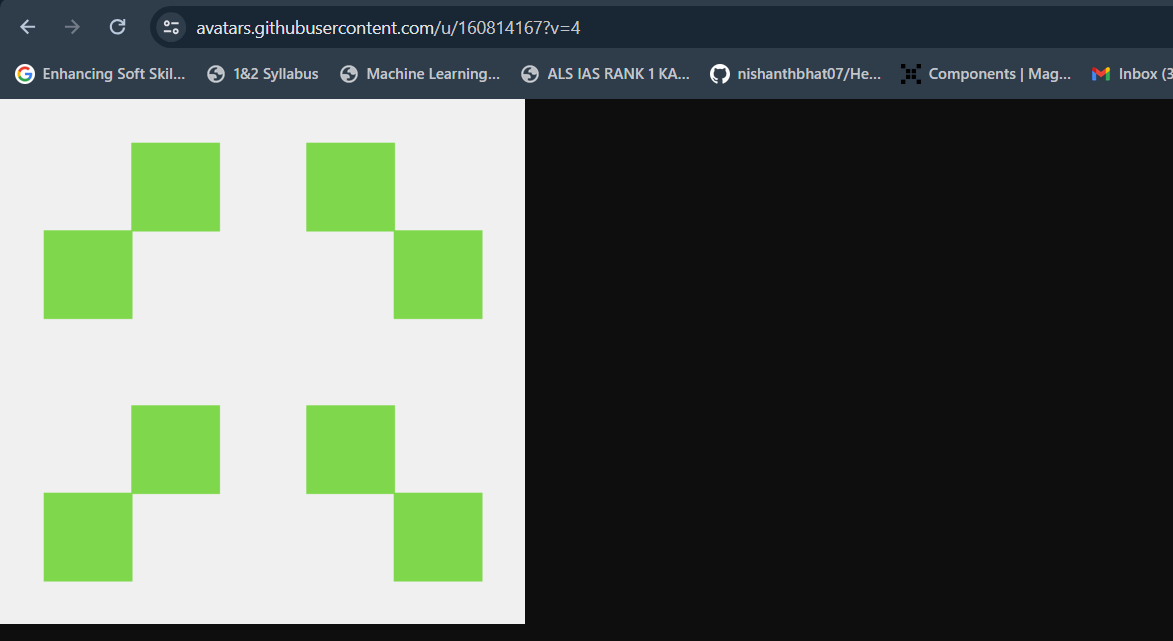 avatars.githubusercontent.com/u/160814167?v=4
Enhancing Soft Skil... 1&2 Syllabus Machine Learning... ALS IAS RANK 1 KA... nishanthbhat07/He... Components | Mag... Inbox (3